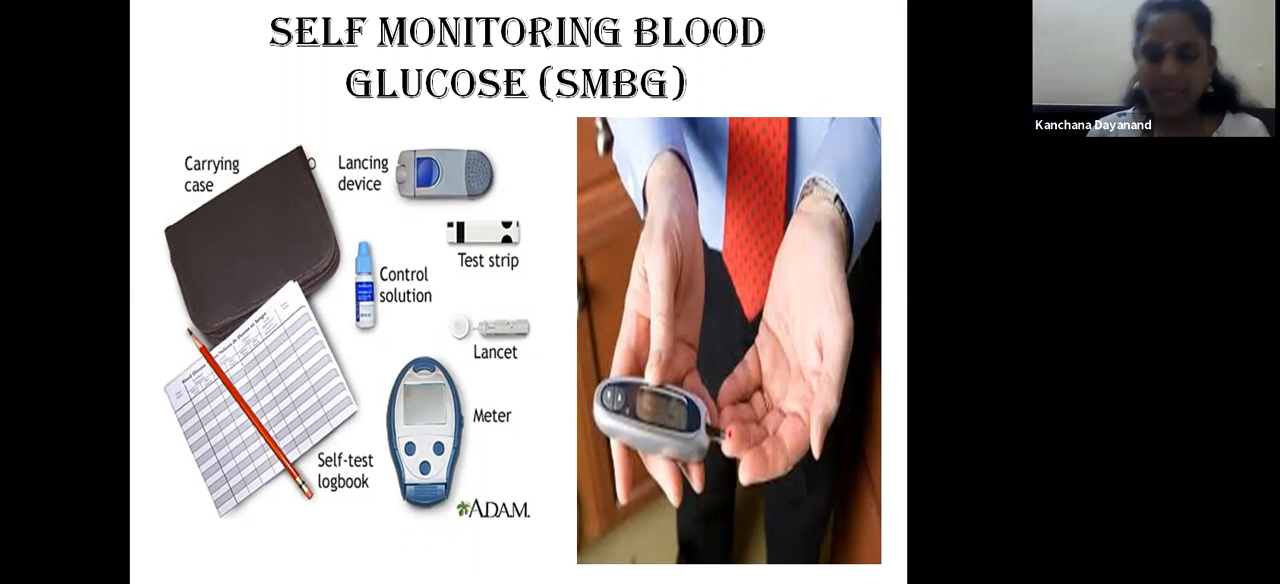 SELF MONITORING BLOOD
GLUCOSE (SMBG)
Carrying
case
Lancing
device
Test strip
Control
solution
Lancet
Meter
Self-test
logbook
ADAM.
Kanchana Dayanand